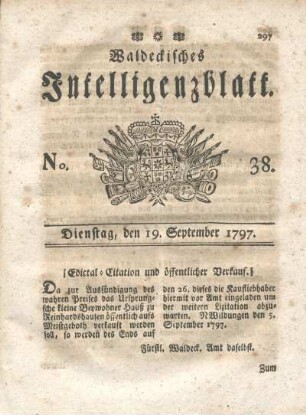 297
Waldeckisches
Intelligenzblatt.
No. 38.
Dienstag, den 19. September 1797.
[Edictal-Citation und öffentlicher Verkauf.]
Da zur Ausfündigung des
wahren Preises das Ursprung-
sche kleine Beywohner Hauß zu
Reinhardshausen öffentlich aufs
Meistgeboth verkauft werden
soll, so werden des Ends auf
den 26. dieses die Kauflichhaber
hiermit vor Amt eingeladen um
der weitern Licitation abzu-
warten. NWildungen den 5.
September 1797.
Fürstl. Waldeck. Amt daselbst.
Zum